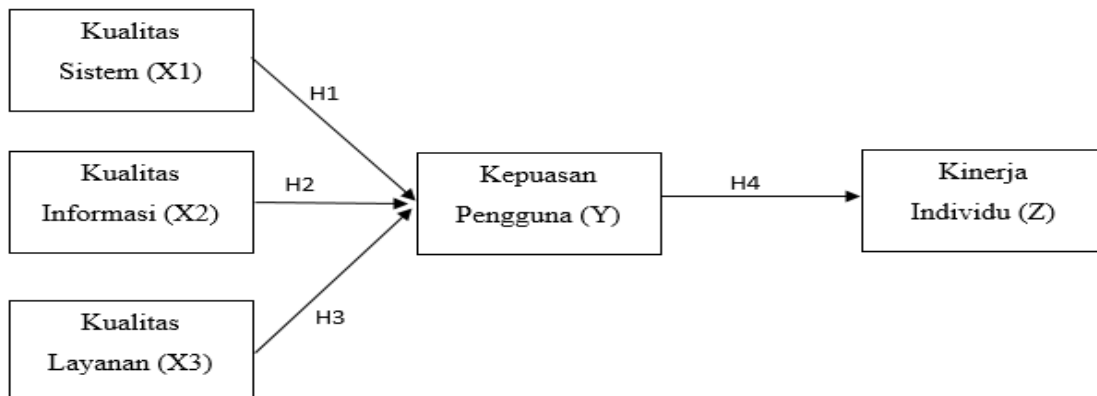 Kualitas
Sistem (X1)
H1
Kualitas
Informasi (X2)
H2
Kepuasan
Pengguna (Y)
H4
Kinerja
Individu (Z)
Kualitas
Layanan (X3)
H3